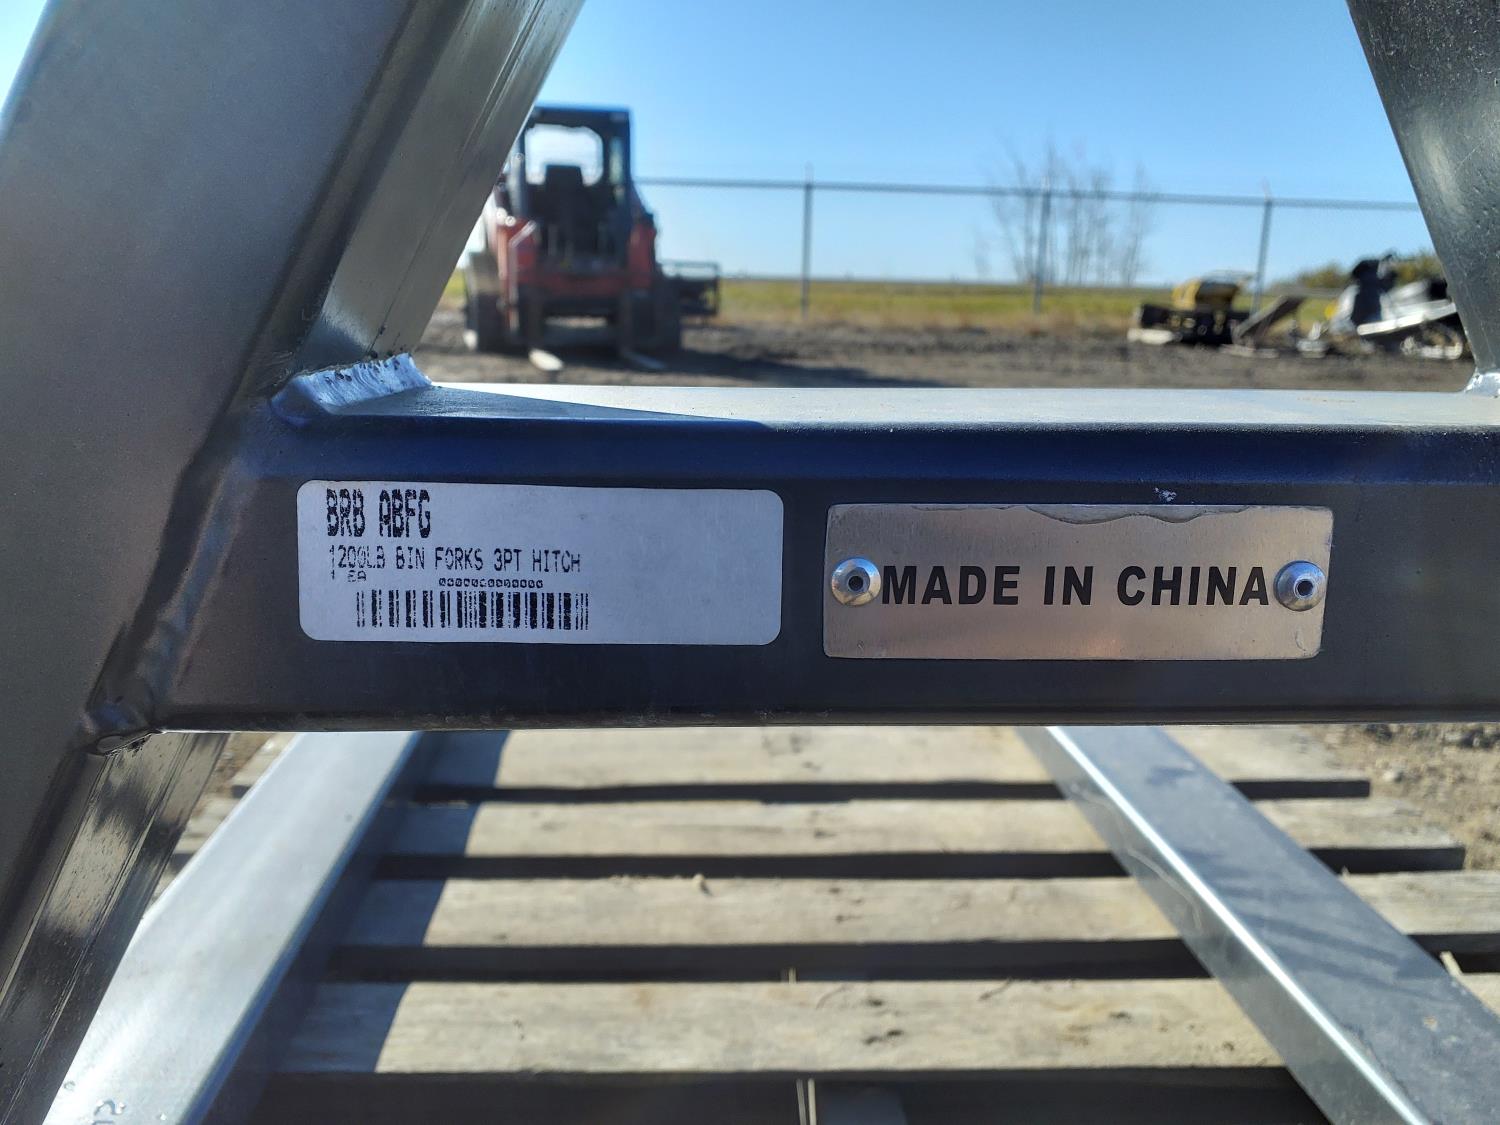 BRB ABFG
1200LB BIN FORKS 3PT HITCH
1 EA
MADE IN CHINA